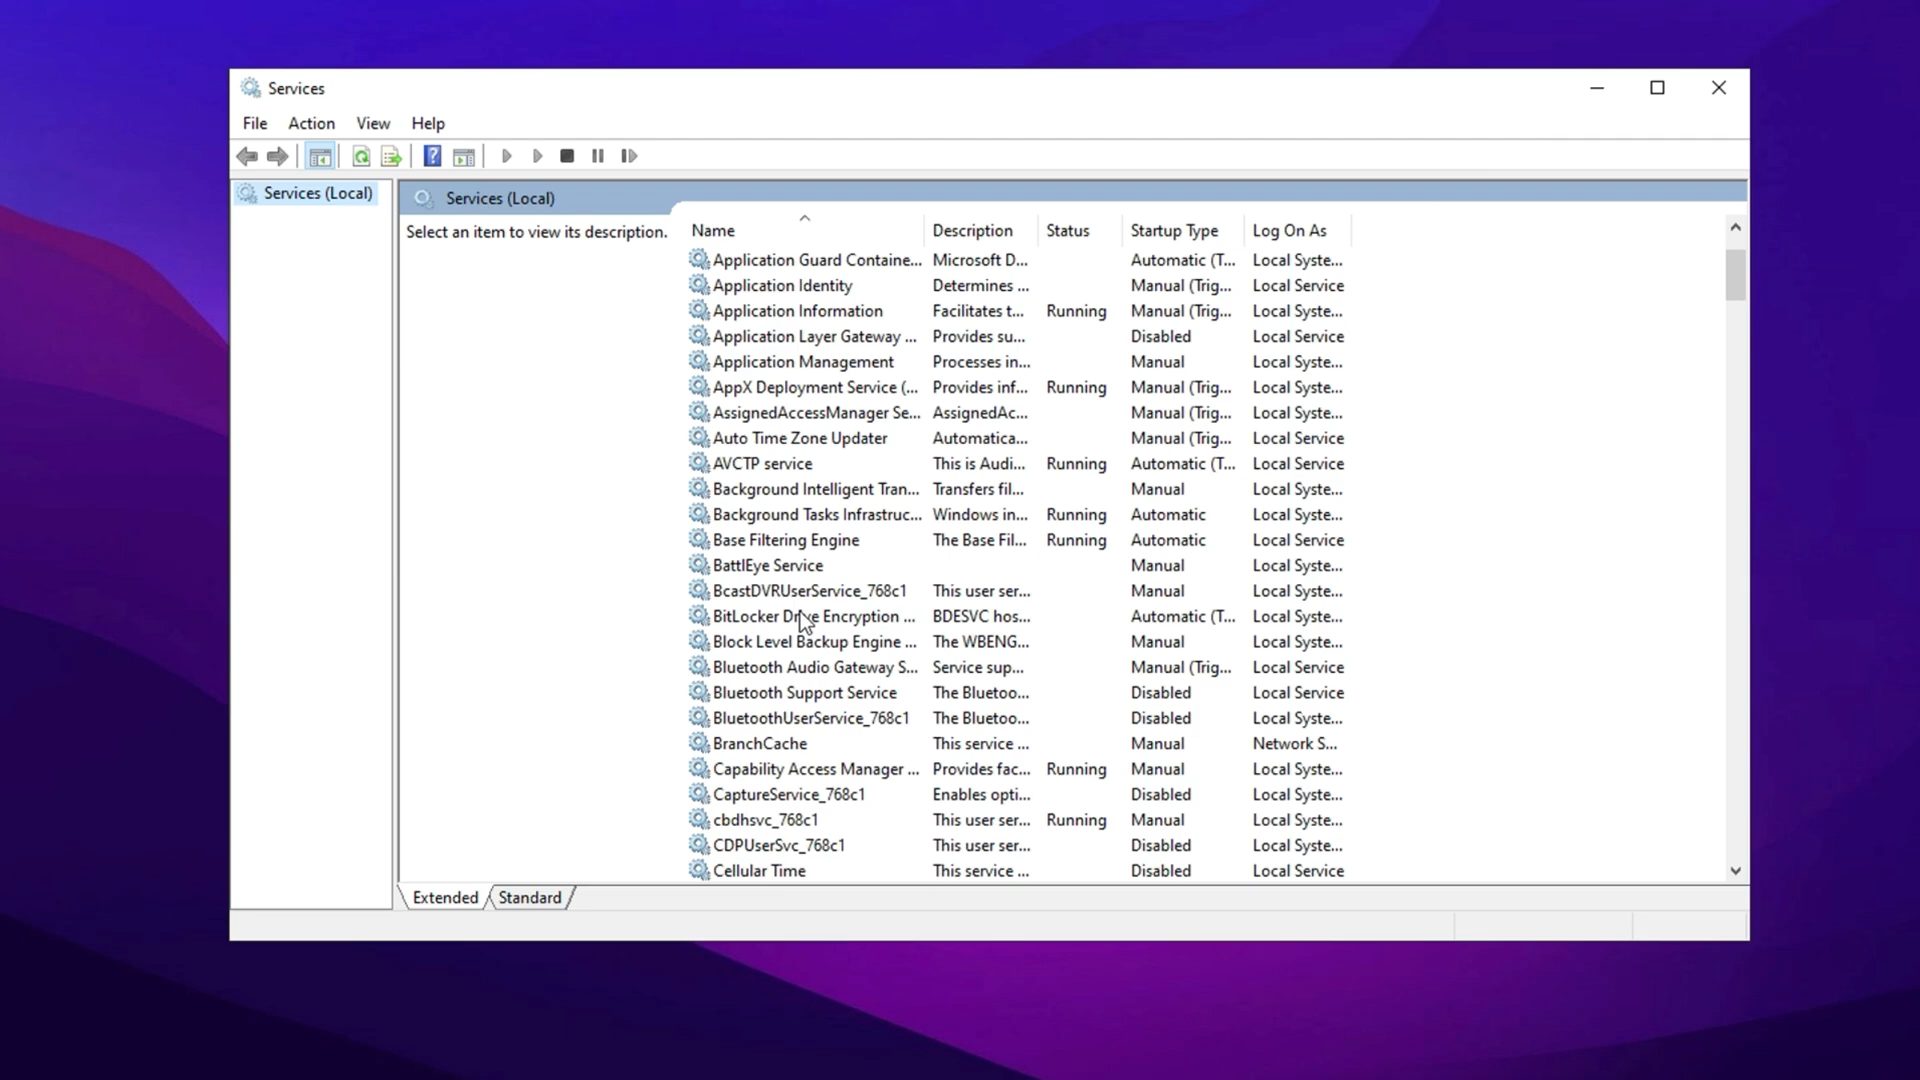 Services
File Action View Help
Services (Local)
Services (Local)
Select an item to view its description.
Name Description Status Startup Type Log On As
Application Guard Containe... Microsoft D... Automatic (T... Local Syste...
Application Identity Determines ... Manual (Trig... Local Service
Application Information Facilitates t... Running Manual (Trig... Local Syste...
Application Layer Gateway ... Provides su... Disabled Local Service
Application Management Processes in... Manual Local Syste...
AppX Deployment Service (... Provides inf... Running Manual (Trig... Local Syste...
AssignedAccessManager Se... AssignedAc... Manual (Trig... Local Syste...
Auto Time Zone Updater Automatica... Manual (Trig... Local Service
AVCTP service This is Audi... Running Automatic (T... Local Service
Background Intelligent Tran... Transfers fil... Manual Local Syste...
Background Tasks Infrastruc... Windows in... Running Automatic Local Syste...
Base Filtering Engine The Base Fil... Running Automatic Local Service
BattlEye Service Manual Local Syste...
BcastDVRUserService_768c1 This user ser... Manual Local Syste...
BitLocker Drive Encryption ... BDESVC hos... Automatic (T... Local Syste...
Block Level Backup Engine ... The WBENG... Manual Local Syste...
Bluetooth Audio Gateway S... Service sup... Manual (Trig... Local Service
Bluetooth Support Service The Bluetoo... Disabled Local Service
BluetoothUserService_768c1 The Bluetoo... Disabled Local Syste...
BranchCache This service ... Manual Network S...
Capability Access Manager ... Provides fac... Running Manual Local Syste...
CaptureService_768c1 Enables opti... Disabled Local Syste...
cbdhsvc_768c1 This user ser... Running Manual Local Syste...
CDPUserSvc_768c1 This user ser... Disabled Local Syste...
Cellular Time This service ... Disabled Local Service
Extended Standard